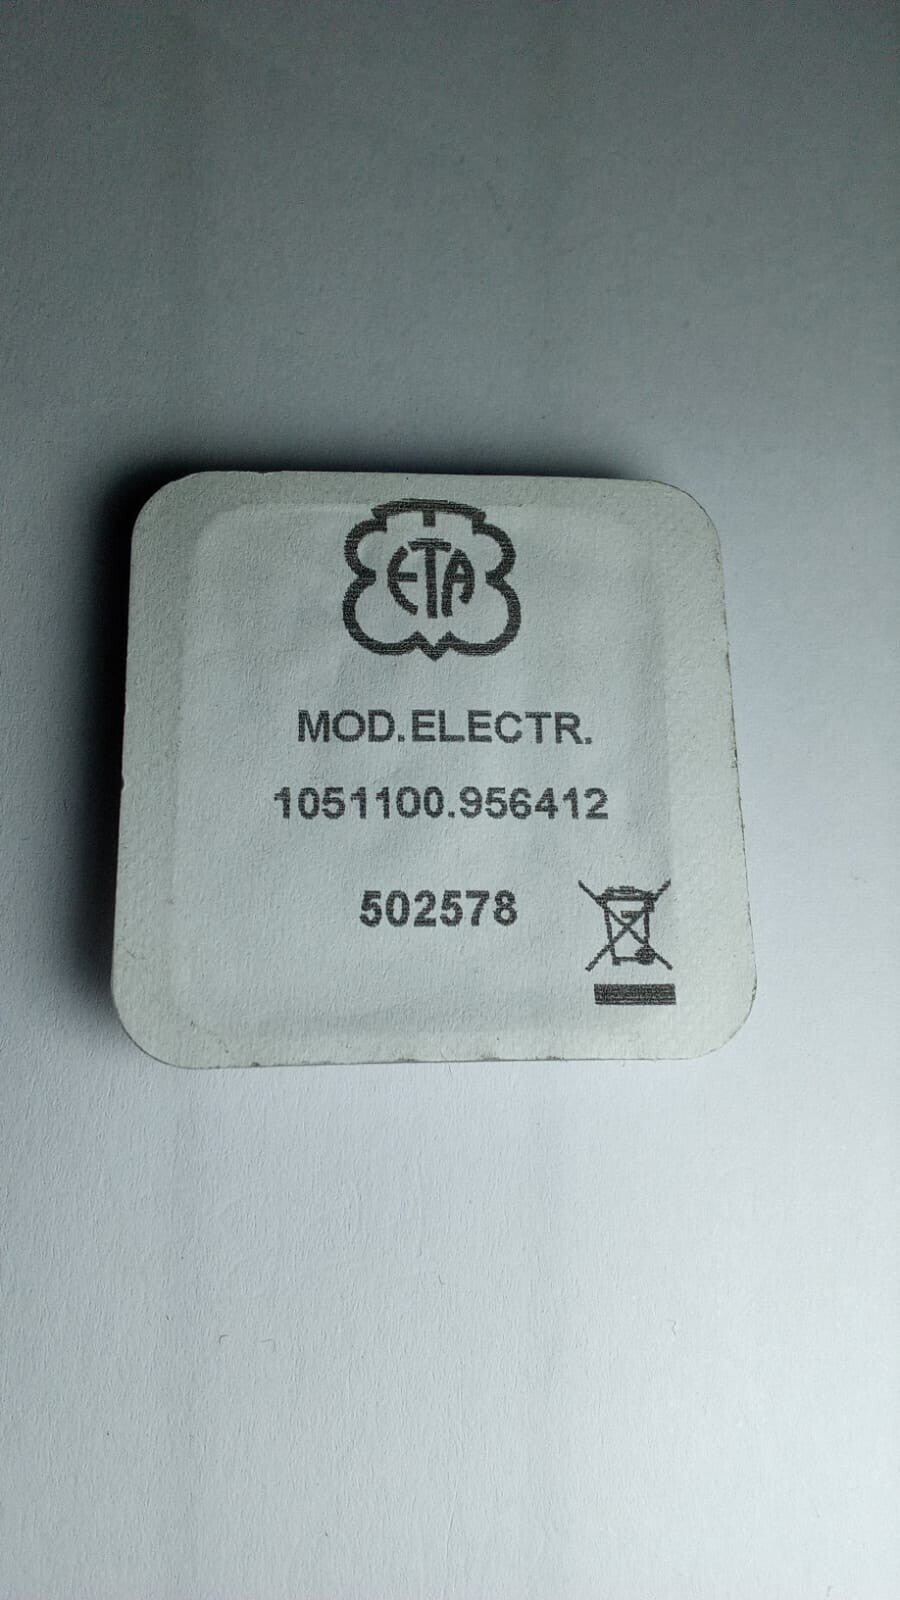 ETA
MOD.ELECTR.
1051100.956412
502578